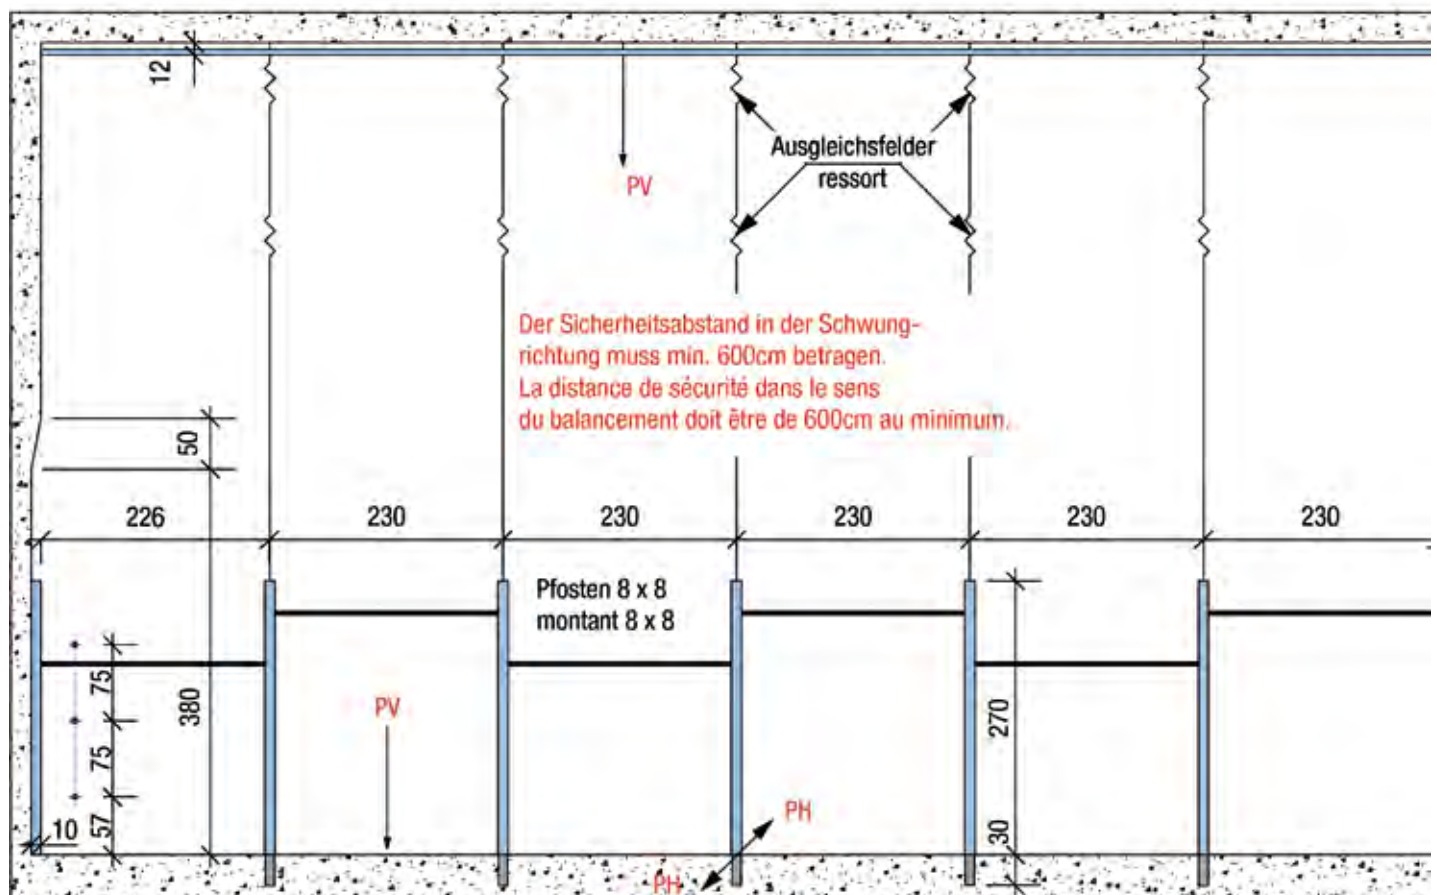 12
Ausgleichsfelder
ressort
PV
Der Sicherheitsabstand in der Schwung-
richtung muss min. 600cm betragen.
La distance de sécurité dans le sens
du balancement doit être de 600cm au minimum.
50
226 230 230 230 230 230
Pfosten 8 x 8
montant 8 x 8
75
380
PV
270
75
PH
10
57
30
PH